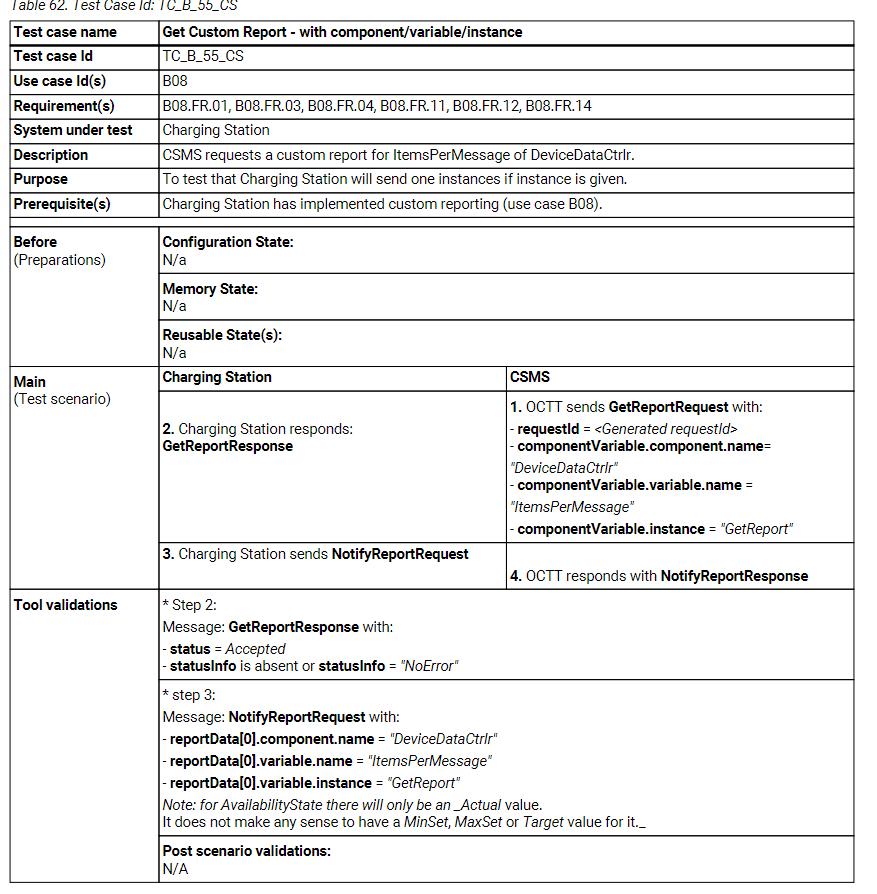 Table 62. Test Case Id: TC_B_55_CS
Test case name Get Custom Report - with component/variable/instance
Test case Id TC_B_55_CS
Use case Id(s) B08
Requirement(s) B08.FR.01, B08.FR.03, B08.FR.04, B08.FR.11, B08.FR.12, B08.FR.14
System under test Charging Station
Description CSMS requests a custom report for ItemsPerMessage of DeviceDataCtrlr.
Purpose To test that Charging Station will send one instances if instance is given.
Prerequisite(s) Charging Station has implemented custom reporting (use case B08).
Before
(Preparations)
Configuration State:
N/a
Memory State:
N/a
Reusable State(s):
N/a
Main
(Test scenario)
Charging Station CSMS
1. OCTT sends GetReportRequest with:
- requestId = <Generated requestId>
- componentVariable.component.name=
"DeviceDataCtrlr"
- componentVariable.variable.name =
"ItemsPerMessage"
- componentVariable.instance = "GetReport"
2. Charging Station responds:
GetReportResponse
3. Charging Station sends NotifyReportRequest
4. OCTT responds with NotifyReportResponse
Tool validations
* Step 2:
Message: GetReportResponse with:
- status = Accepted
- statusInfo is absent or statusInfo = "NoError"
* step 3:
Message: NotifyReportRequest with:
- reportData[0].component.name = "DeviceDataCtrlr"
- reportData[0].variable.name = "ItemsPerMessage"
- reportData[0].variable.instance = "GetReport"
Note: for AvailabilityState there will only be an _Actual value.
It does not make any sense to have a MinSet, MaxSet or Target value for it._
Post scenario validations:
N/A